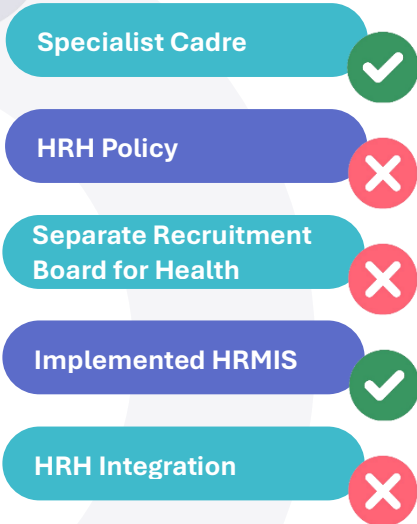 Specialist Cadre
HRH Policy
Separate Recruitment
Board for Health
Implemented HRMIS
HRH Integration